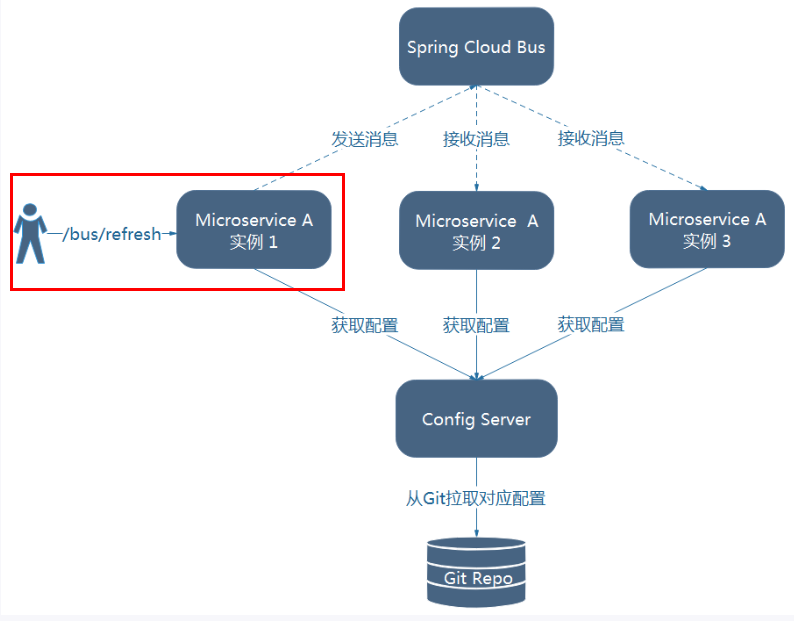 Spring Cloud Bus
发送消息
接收消息
接收消息
/bus/refresh
Microservice A
实例 1
Microservice A
实例 2
Microservice A
实例 3
获取配置
获取配置
获取配置
Config Server
从Git拉取对应配置
Git Repo